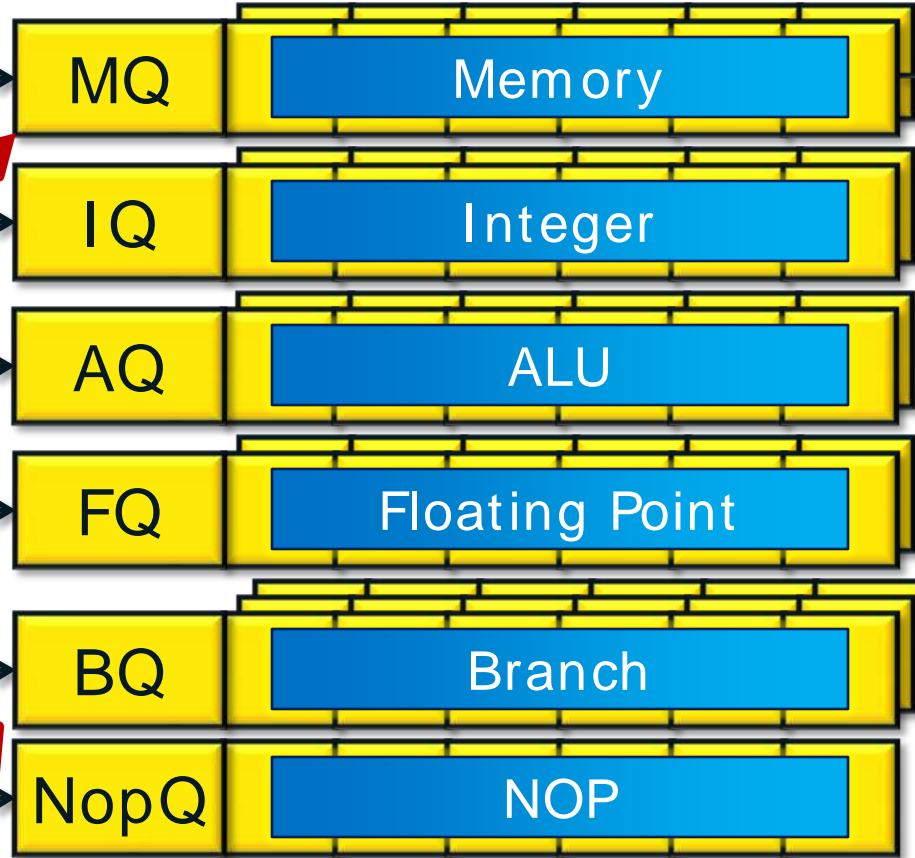 MQ Memory
IQ Integer
AQ ALU
FQ Floating Point
BQ Branch
NopQ NOP